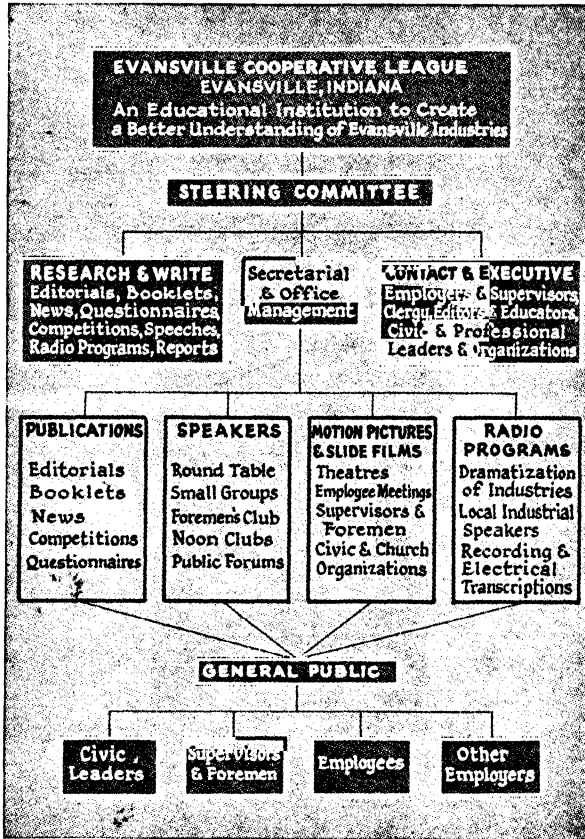 EVANSVILLE COOPERATIVE LEAGUE
EVANSVILLE, INDIANA
An Educational Institution to Create
a Better Understanding of Evansville Industries
STEERING COMMITTEE
RESEARCH & WRITE
Editorials, Booklets,
News, Questionnaires,
Competitions, Speeches,
Radio Programs, Reports
Secretarial
& Office
Management
CONTACT & EXECUTIVE
Employers & Supervisors,
Clergy, Editors & Educators,
Civic & Professional
Leaders & Organizations
PUBLICATIONS
Editorials
Booklets
News
Competitions
Questionnaires
SPEAKERS
Round Table
Small Groups
Foremen's Club
Noon Clubs
Public Forums
MOTION PICTURES
& SLIDE FILMS
Theatres
Employee Meetings
Supervisors &
Foremen
Civic & Church
Organizations
RADIO
PROGRAMS
Dramatization
of Industries
Local Industrial
Speakers
Recording &
Electrical
Transcriptions
GENERAL PUBLIC
Civic
Leaders
Supervisors
& Foremen
Employees
Other
Employers